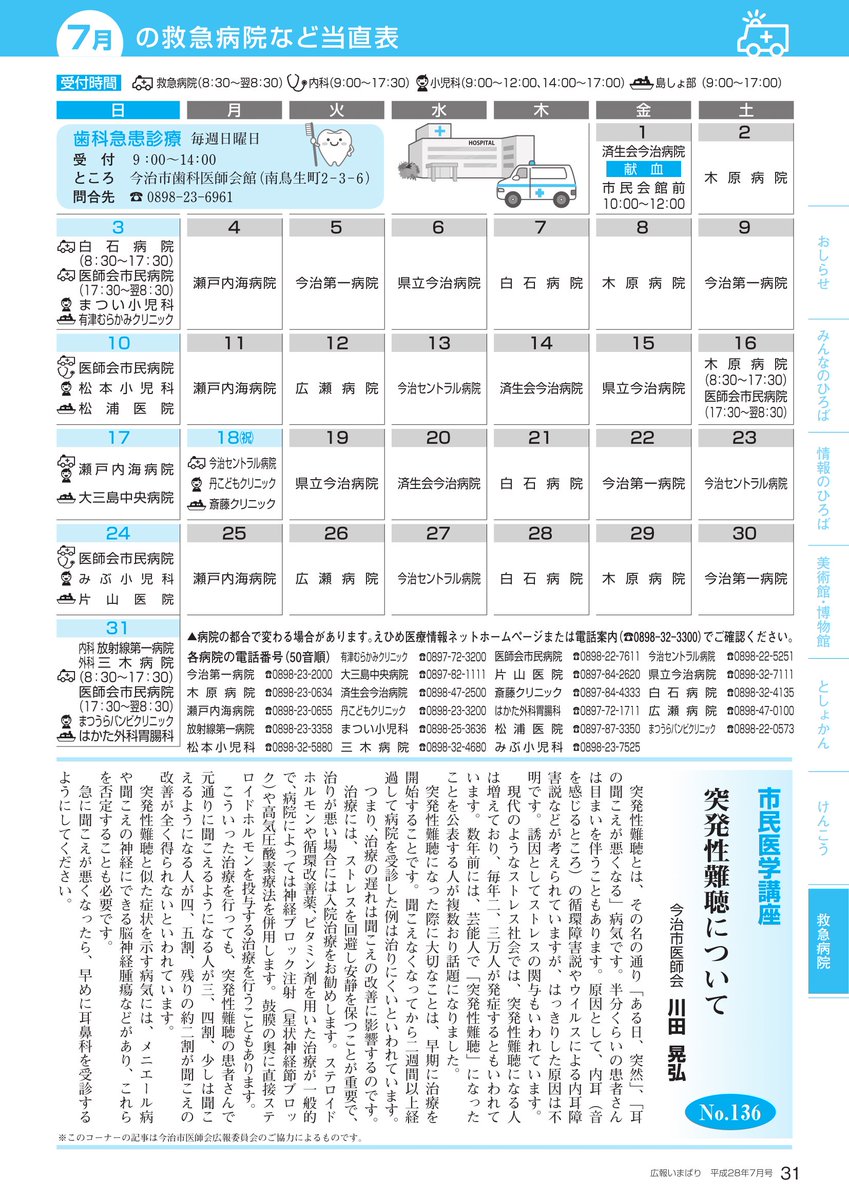 7月 の救急病院など当直表
受付時間 救急病院(8:30〜翌8:30) 内科(9:00〜17:30) 小児科(9:00〜12:00、14:00〜17:00) 島しょ部(9:00〜17:00)
日 月 火 水 木 金 土
歯科急患診療 毎週日曜日
受付 9:00〜14:00
ところ 今治市歯科医師会館(南鳥生町2-3-6)
問合先 ☎0898-23-6961
HOSPITAL
1
済生会今治病院
献血
市民会館前
10:00〜12:00
2
木原病院
3
白石病院
(8:30〜17:30)
医師会市民病院
(17:30〜翌8:30)
まつい小児科
有津むらかみクリニック
4
瀬戸内海病院
5
今治第一病院
6
県立今治病院
7
白石病院
8
木原病院
9
今治第一病院
10
医師会市民病院
松本小児科
松浦医院
11
瀬戸内海病院
12
広瀬病院
13
今治セントラル病院
14
済生会今治病院
15
県立今治病院
16
木原病院
(8:30〜17:30)
医師会市民病院
(17:30〜翌8:30)
17
瀬戸内海病院
大三島中央病院
18㈷
今治セントラル病院
丹こどもクリニック
斎藤クリニック
19
県立今治病院
20
済生会今治病院
21
白石病院
22
今治第一病院
23
今治セントラル病院
24
医師会市民病院
みぶ小児科
片山医院
25
瀬戸内海病院
26
広瀬病院
27
今治セントラル病院
28
白石病院
29
木原病院
30
今治第一病院
31
内科 放射線第一病院
外科 三木病院
(8:30〜17:30)
医師会市民病院
(17:30〜翌8:30)
まつうらバンビクリニック
はかた外科胃腸科
▲病院の都合で変わる場合があります。えひめ医療情報ネットホームページまたは電話案内(☎0898-32-3300)でご確認ください。
各病院の電話番号(50音順) 有津むらかみクリニック ☎0897-72-3200 医師会市民病院 ☎0898-22-7611 今治セントラル病院 ☎0898-22-5251
今治第一病院 ☎0898-23-2000 大三島中央病院 ☎0897-82-1111 片山医院 ☎0897-84-2620 県立今治病院 ☎0898-32-7111
木原病院 ☎0898-23-0634 済生会今治病院 ☎0898-47-2500 斎藤クリニック ☎0897-84-4333 白石病院 ☎0898-32-4135
瀬戸内海病院 ☎0898-23-0655 丹こどもクリニック ☎0898-23-3200 はかた外科胃腸科 ☎0897-72-1711 広瀬病院 ☎0898-47-0100
放射線第一病院 ☎0898-23-3358 まつい小児科 ☎0898-25-3636 松浦医院 ☎0897-87-3350 まつうらバンビクリニック ☎0898-22-0573
松本小児科 ☎0898-32-5880 三木病院 ☎0898-32-4680 みぶ小児科 ☎0898-23-7525
おしらせ
みんなのひろば
情報のひろば
美術館・博物館
としょかん
けんこう
救急病院
市民医学講座
突発性難聴について
今治市医師会 川田 晃弘
No.136
突発性難聴とは、その名の通り「ある日、突然」、「耳
の聞こえが悪くなる」病気です。半分くらいの患者さん
は目まいを伴うこともあります。原因として、内耳(音
を感じるところ)の循環障害説やウイルスによる内耳障
害説などが考えられていますが、はっきりした原因は不
明です。誘因としてストレスの関与もいわれています。
現代のようなストレス社会では、突発性難聴になる人
は増えており、毎年二、三万人が発症するともいわれて
います。数年前には、芸能人で「突発性難聴」になった
ことを公表する人が複数おり話題になりました。
突発性難聴になった際に大切なことは、早期に治療を
開始することです。聞こえなくなってから二週間以上経
過して病院を受診した例は治りにくいといわれています。
つまり、治療の遅れは聞こえの改善に影響するのです。
治療には、ストレスを回避し安静を保つことが重要で、
治りが悪い場合には入院治療をお勧めします。ステロイド
ホルモンや循環改善薬、ビタミン剤を用いた治療が一般的
で、病院によっては神経ブロック注射(星状神経節ブロッ
ク)や高気圧酸素療法を併用します。鼓膜の奥に直接ステ
ロイドホルモンを投与する治療を行うこともあります。
こういった治療を行っても、突発性難聴の患者さんで
元通りに聞こえるようになる人が三、四割、少しは聞こ
えるようになる人が四、五割、残りの約二割が聞こえの
改善が全く得られないといわれています。
突発性難聴と似た症状を示す病気には、メニエール病
や聞こえの神経にできる脳神経腫瘍などがあり、これら
を否定することも必要です。
急に聞こえが悪くなったら、早めに耳鼻科を受診する
ようにしてください。
※このコーナーの記事は今治市医師会広報委員会のご協力によるものです。
広報いまばり 平成28年7月号 31